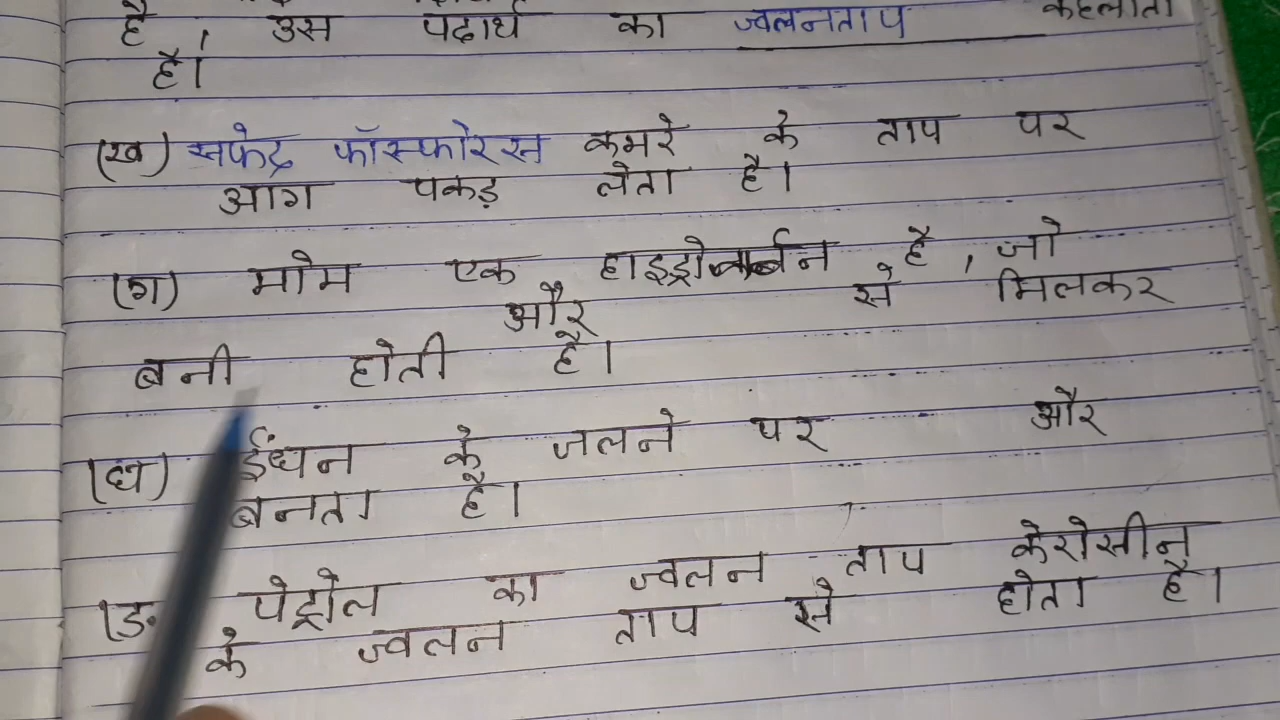 है, उस पदार्थ का ज्वलनताप कहलाता
है।
(ख) सफेद फॉस्फोरस कमरे के ताप पर
आग पकड़ लेता है।
(ग) मोम एक हाइड्रोकार्बन है, जो
और से मिलकर
बनी होती है।
(घ) ईंधन के जलने पर और
बनता है।
(ड. पेट्रोल का ज्वलन ताप केरोसीन
के ज्वलन ताप से होता है।